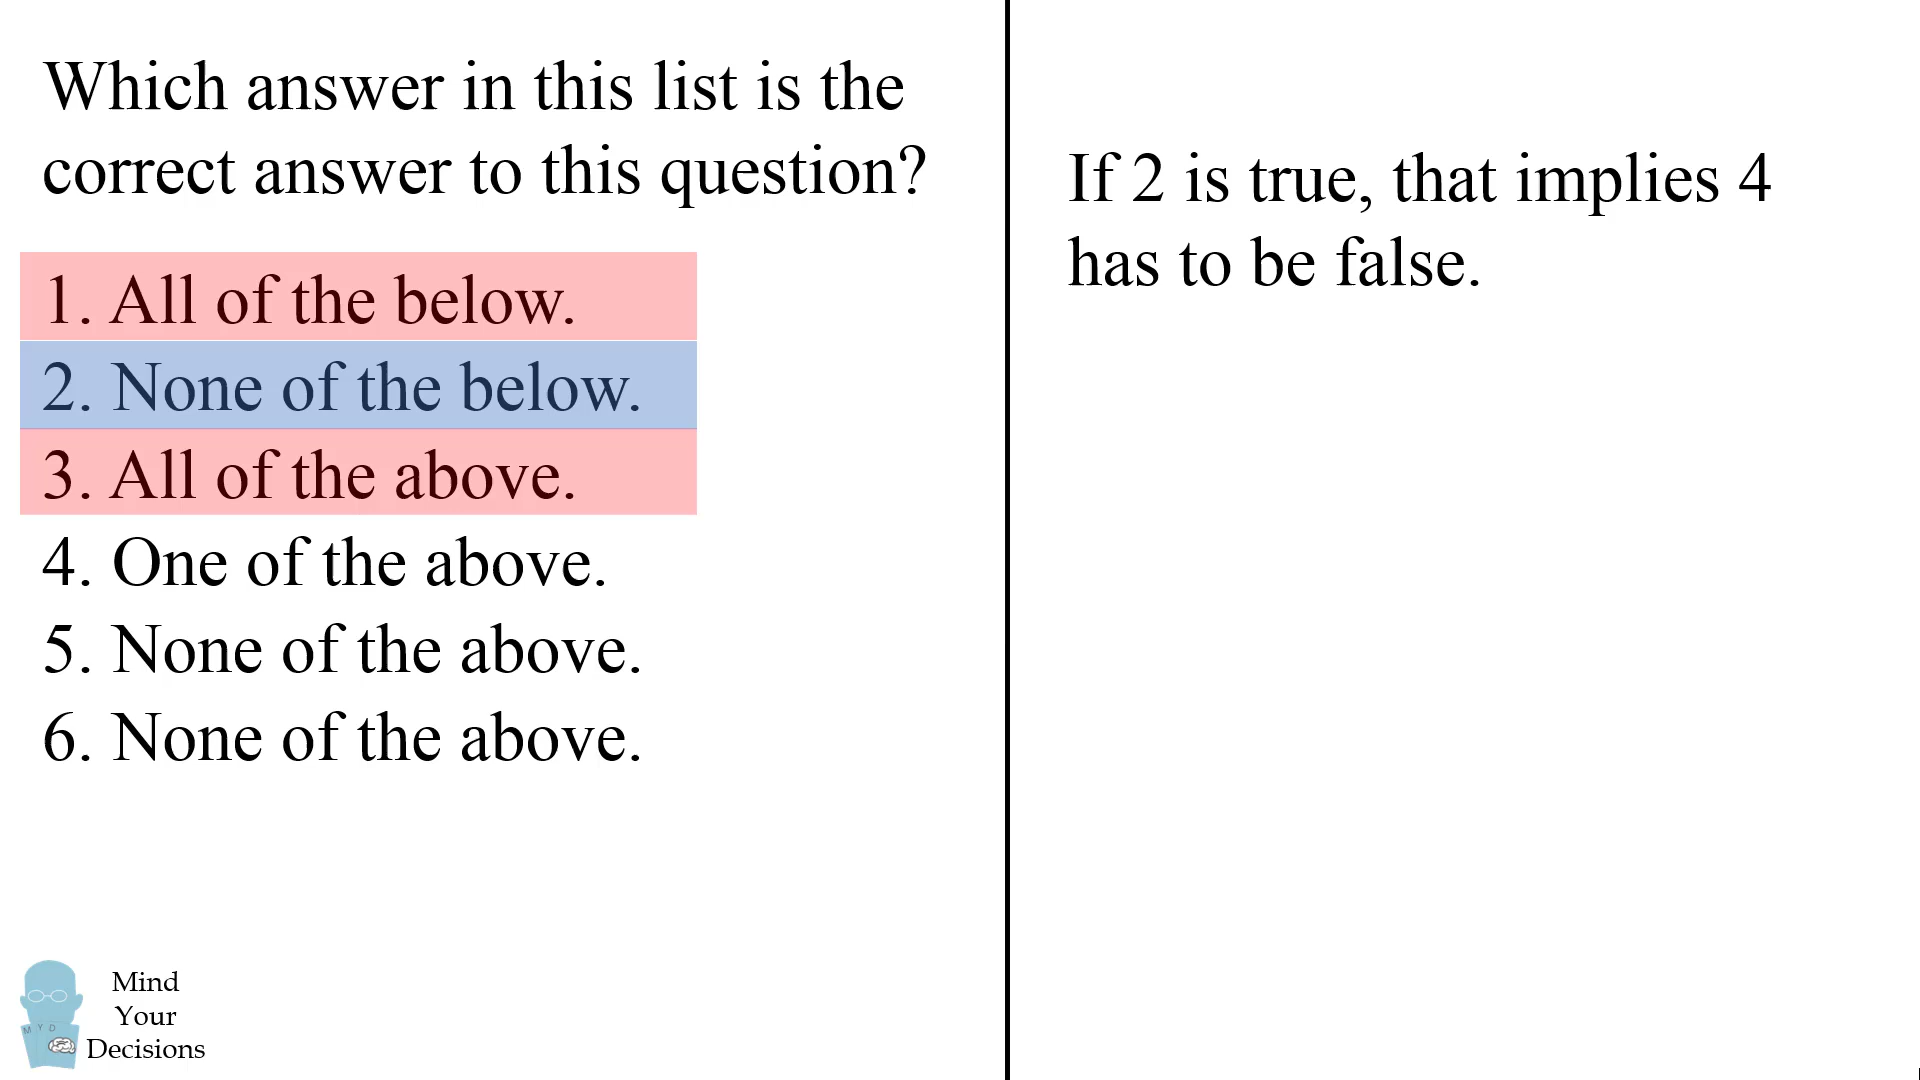 Which answer in this list is the
correct answer to this question?
1. All of the below.
2. None of the below.
3. All of the above.
4. One of the above.
5. None of the above.
6. None of the above.
If 2 is true, that implies 4
has to be false.
M Y D
Mind
Your
Decisions